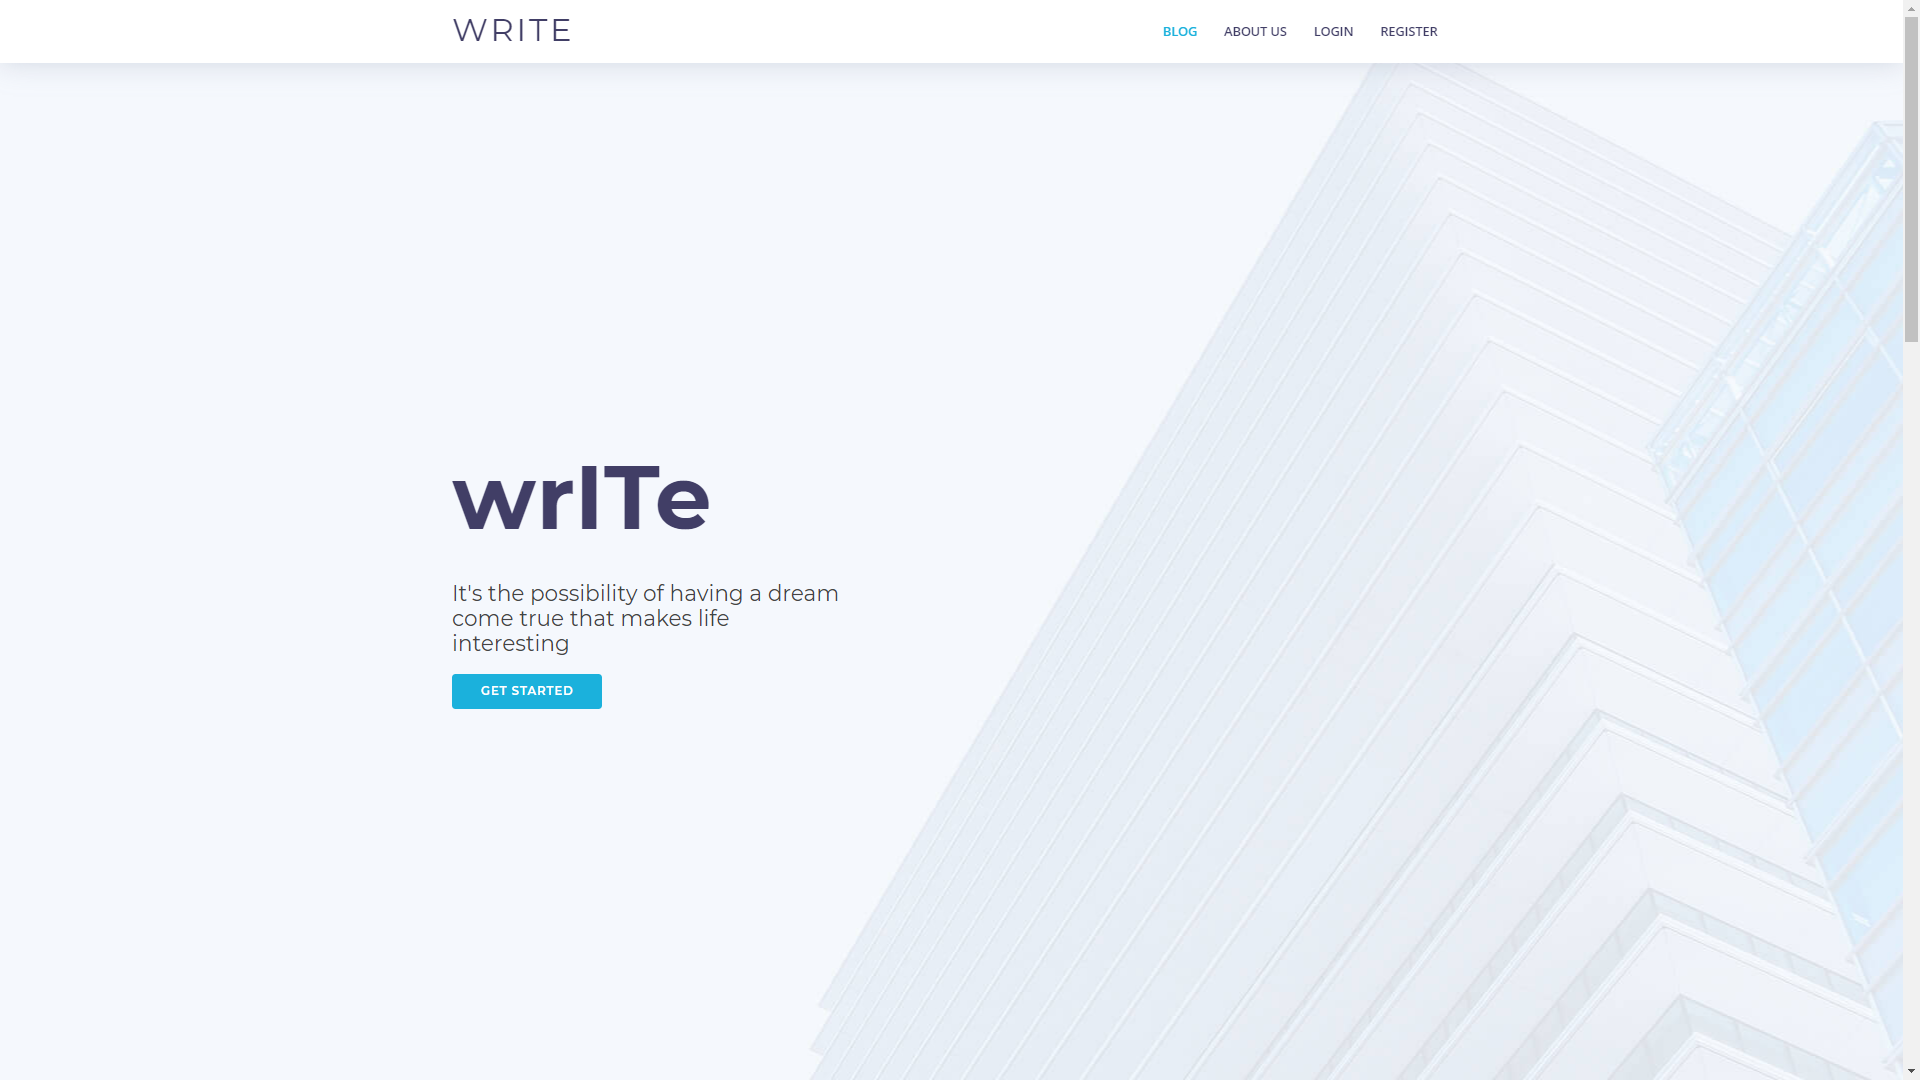 WRITE
BLOG ABOUT US LOGIN REGISTER
wrITe
It's the possibility of having a dream
come true that makes life
interesting
GET STARTED